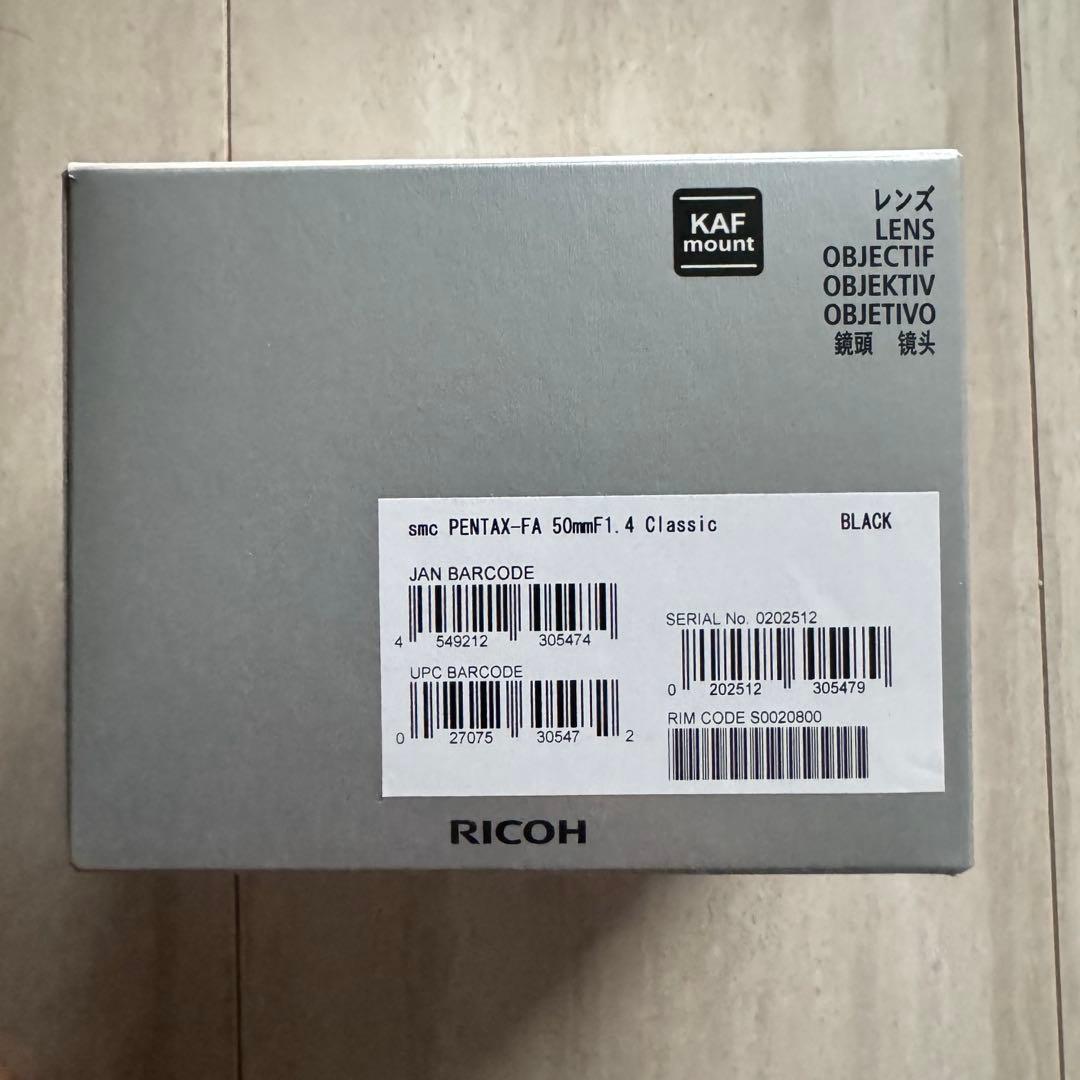 KAF
mount
レンズ
LENS
OBJECTIF
OBJEKTIV
OBJETIVO
鏡頭 镜头
smc PENTAX-FA 50mmF1.4 Classic BLACK
JAN BARCODE
4 549212 305474
UPC BARCODE
0 27075 30547 2
SERIAL No. 0202512
0 202512 305479
RIM CODE S0020800
RICOH